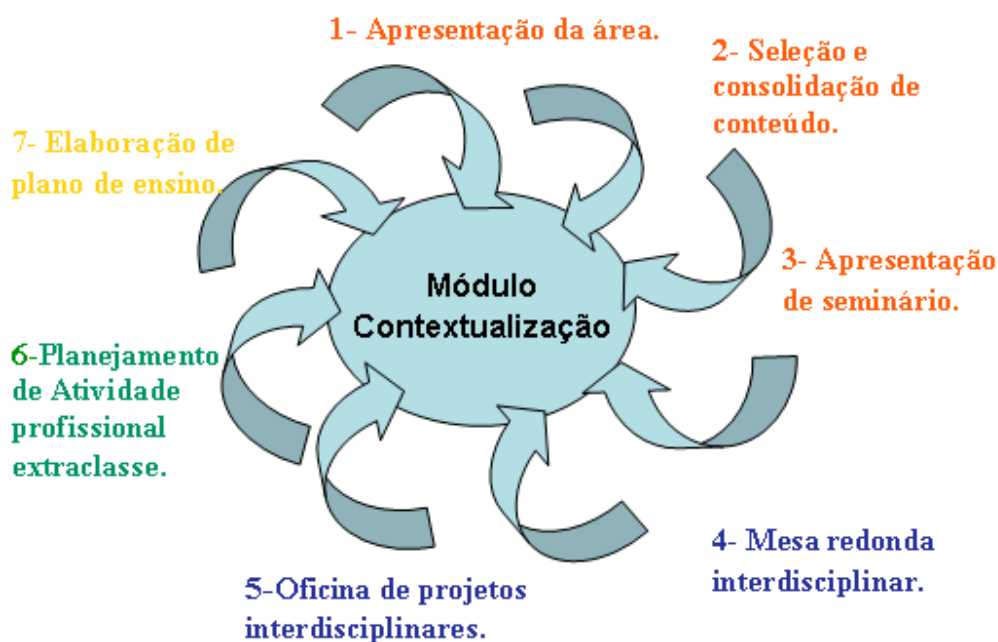 1- Apresentação da área.
2- Seleção e
consolidação de
conteúdo.
3- Apresentação
de seminário.
4- Mesa redonda
interdisciplinar.
5-Oficina de projetos
interdisciplinares.
6-Planejamento
de Atividade
profissional
extraclasse.
7- Elaboração de
plano de ensino.
Módulo
Contextualização